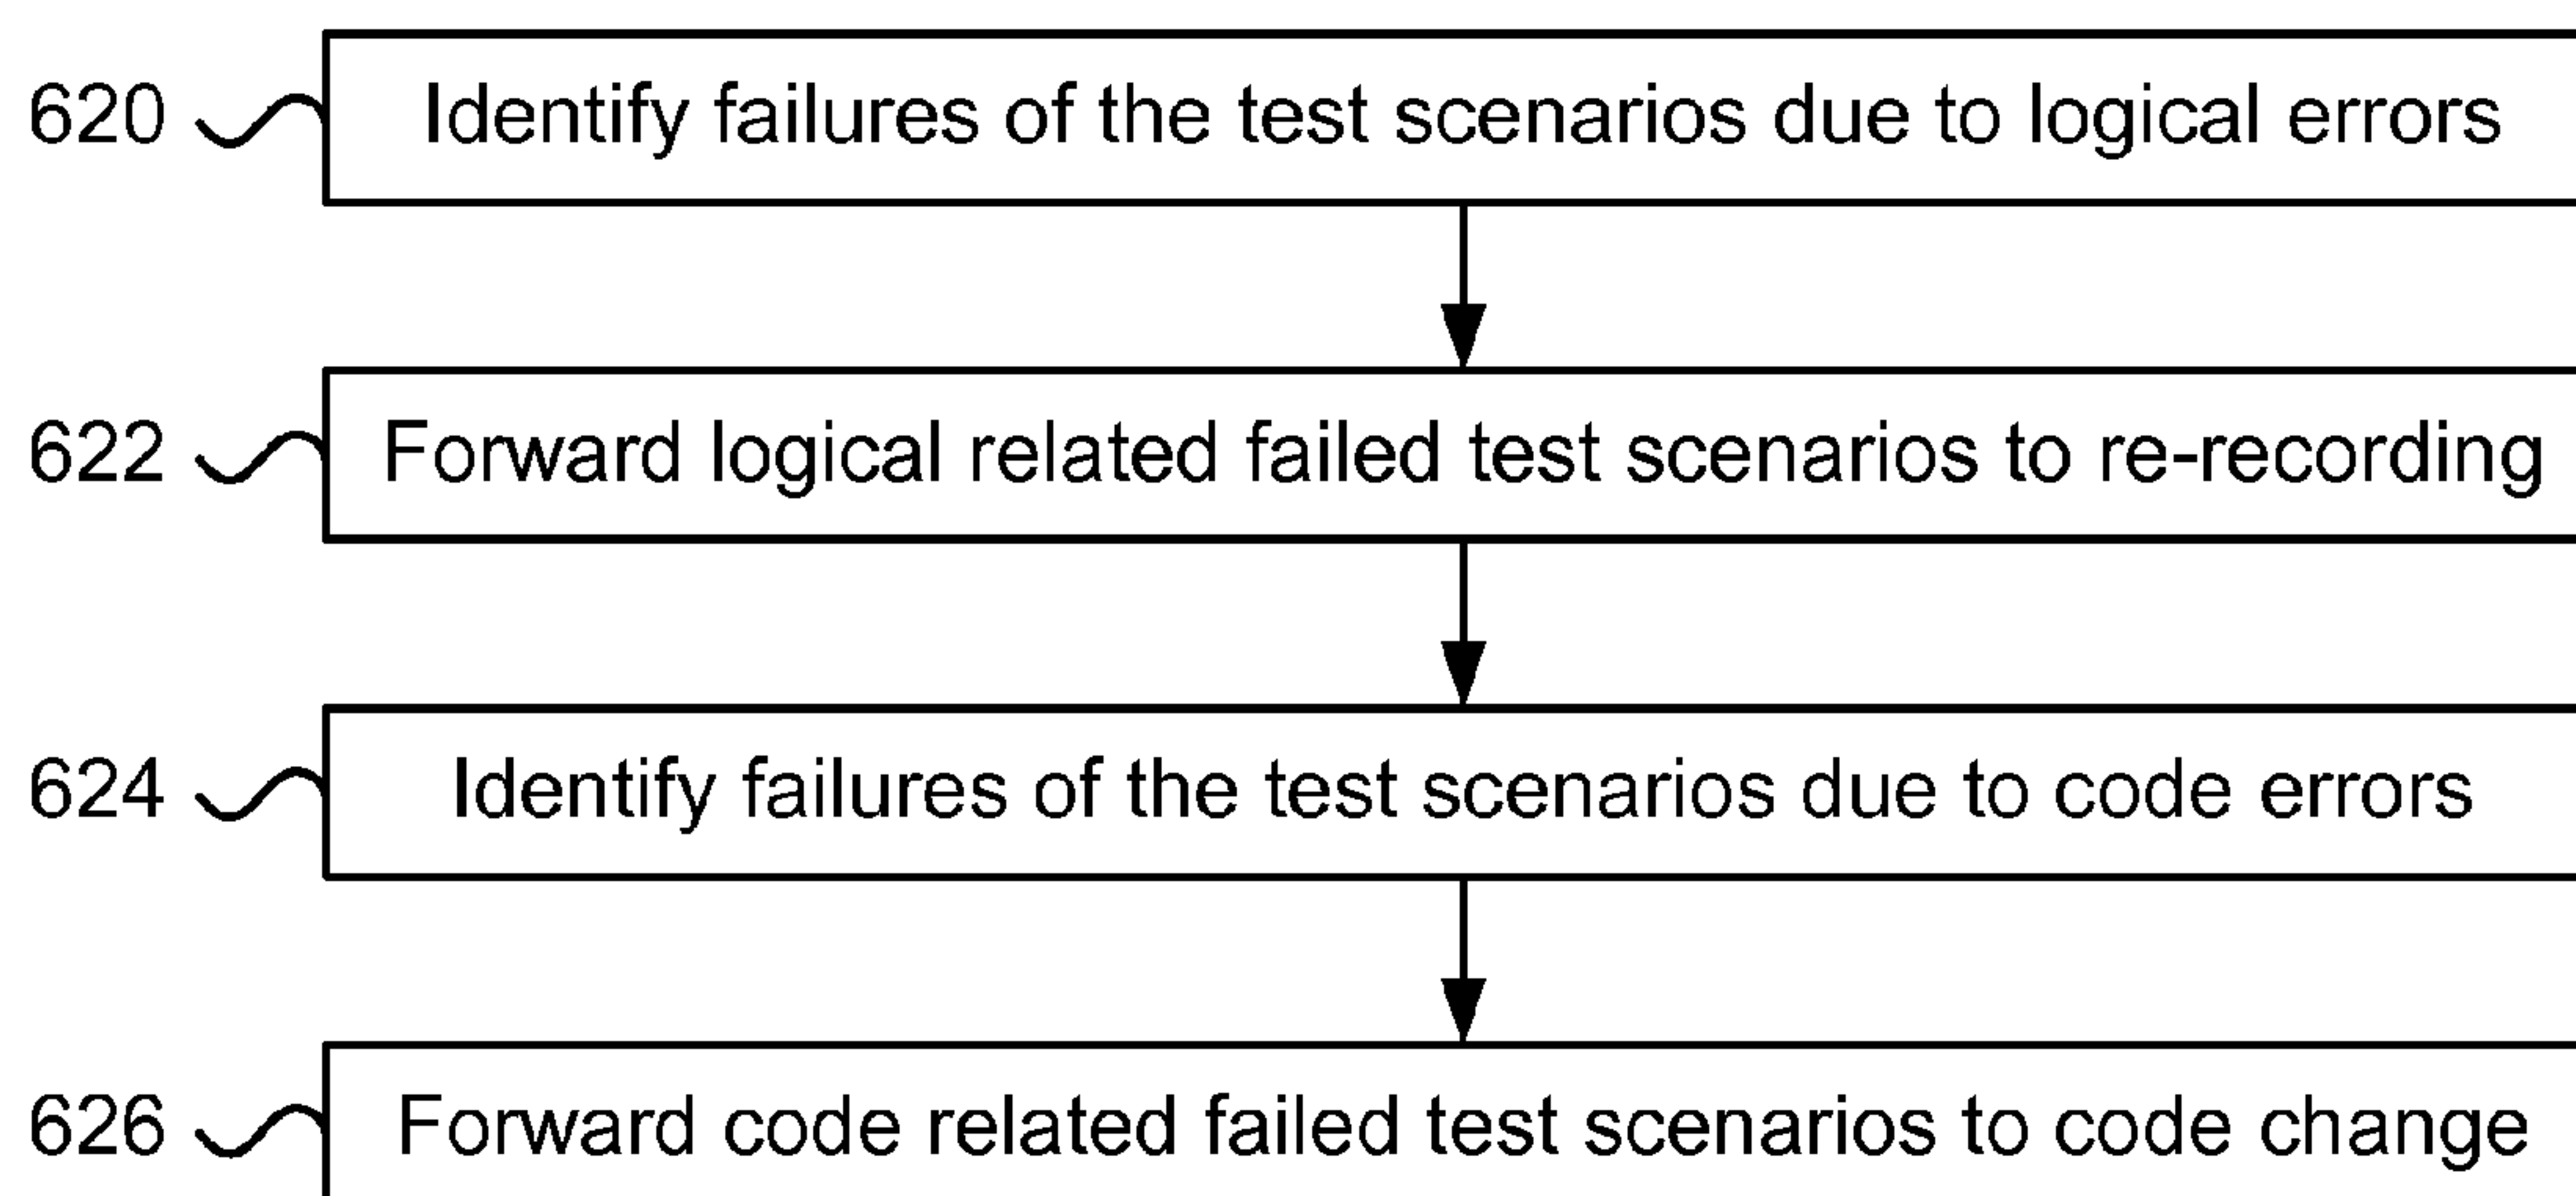 620 Identify failures of the test scenarios due to logical errors
622 Forward logical related failed test scenarios to re-recording
624 Identify failures of the test scenarios due to code errors
626 Forward code related failed test scenarios to code change